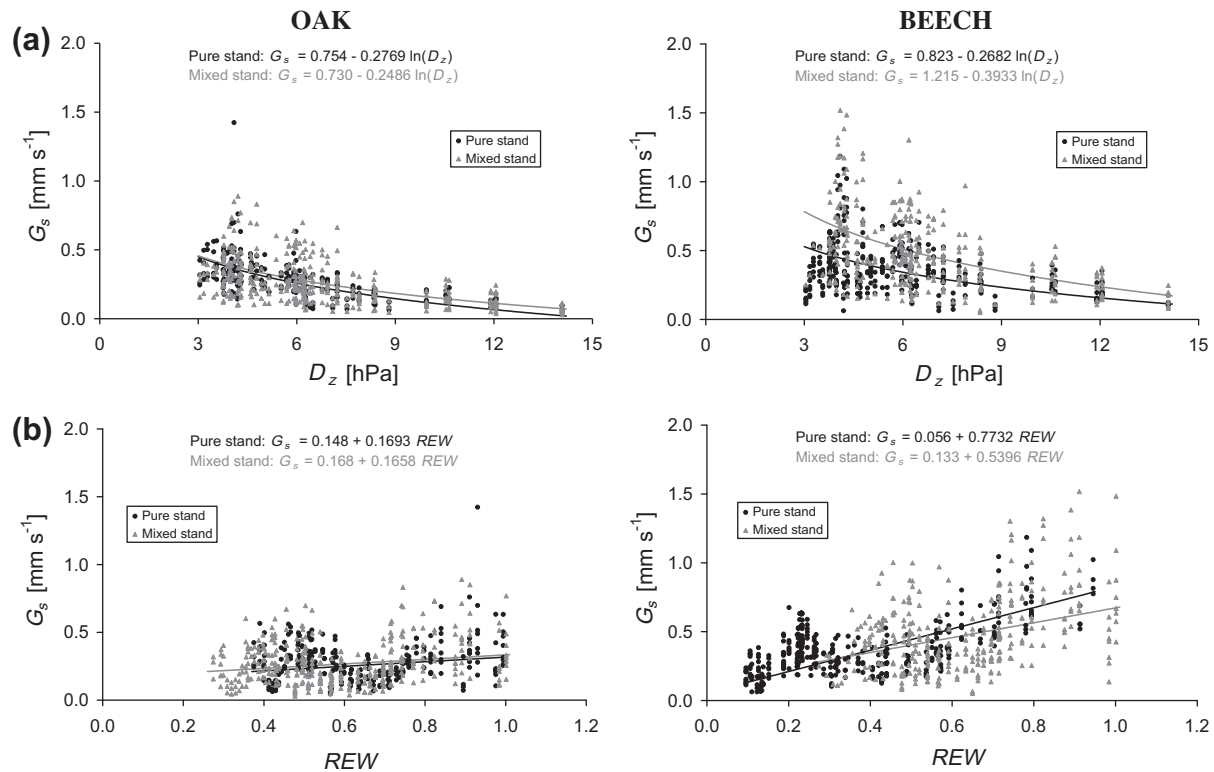 OAK
BEECH
(a)
Pure stand: Gs = 0.754 - 0.2769 ln(Dz)
Mixed stand: Gs = 0.730 - 0.2486 ln(Dz)
2.0
1.5
1.0
0.5
0.0
Gs [mm s-1]
Pure stand
Mixed stand
0 3 6 9 12 15
Dz [hPa]
Pure stand: Gs = 0.823 - 0.2682 ln(Dz)
Mixed stand: Gs = 1.215 - 0.3933 ln(Dz)
2.0
1.5
1.0
0.5
0.0
Gs [mm s-1]
Pure stand
Mixed stand
0 3 6 9 12 15
Dz [hPa]
(b)
Pure stand: Gs = 0.148 + 0.1693 REW
Mixed stand: Gs = 0.168 + 0.1658 REW
2.0
1.5
1.0
0.5
0.0
Gs [mm s-1]
Pure stand
Mixed stand
0.0 0.2 0.4 0.6 0.8 1.0 1.2
REW
Pure stand: Gs = 0.056 + 0.7732 REW
Mixed stand: Gs = 0.133 + 0.5396 REW
2.0
1.5
1.0
0.5
0.0
Gs [mm s-1]
Pure stand
Mixed stand
0.0 0.2 0.4 0.6 0.8 1.0 1.2
REW